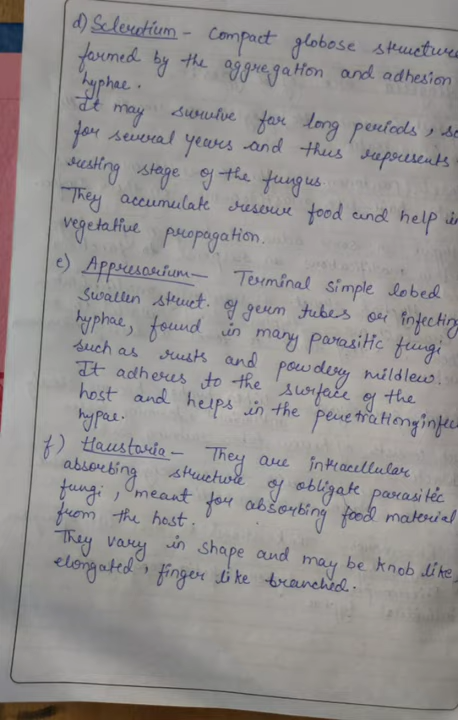 d) Sclerotium - Compact globose structure
formed by the aggregation and adhesion
hyphae.
It may survive for long periods, so
for several years and thus represents
resting stage of the fungus.
They accumulate reserve food and help in
vegetative propagation.
e) Appresorium - Terminal simple lobed
swollen struct. of germ tubes or infecting
hyphae, found in many parasitic fungi
such as rusts and powdery mildew.
It adheres to the surface of the
host and helps in the penetrationginfec
hypae.
f) Haustoria - They are intracellular
absorbing structure of obligate parasitic
fungi, meant for absorbing food material
from the host.
They vary in shape and may be knob like,
elongated, finger like branched.